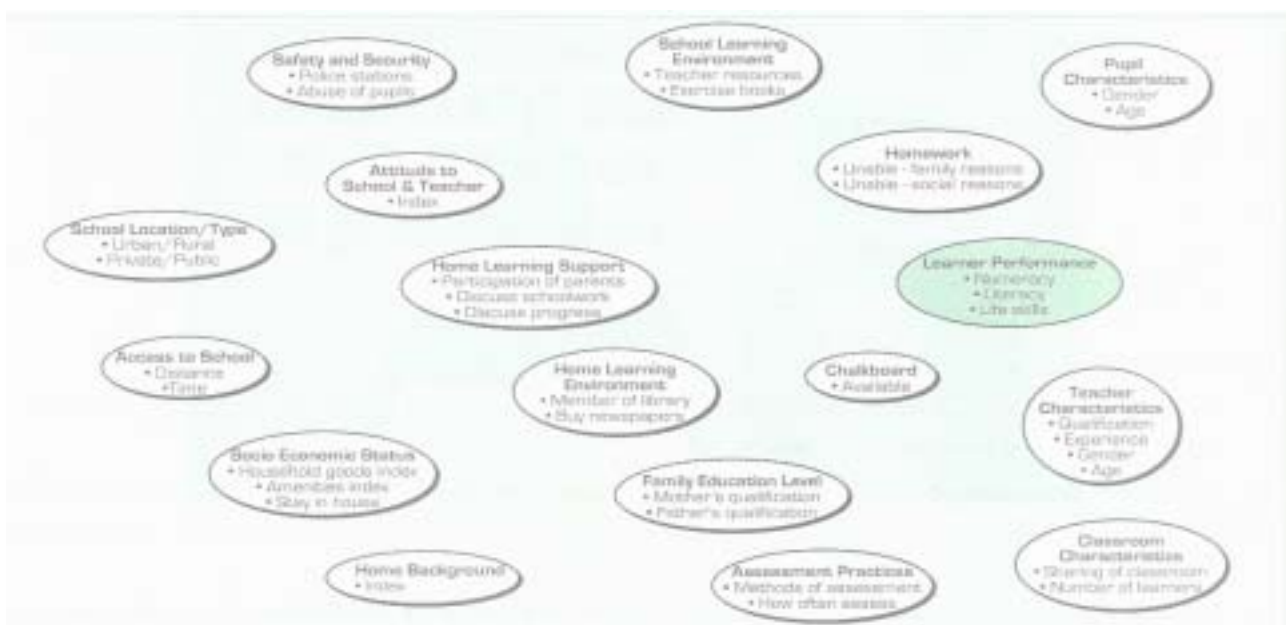 Safety and Security
• Police stations
• Abuse of pupils
School Learning
Environment
• Teacher resources
• Exercise books
Pupil
Characteristics
• Gender
• Age
Homework
• Unable - family reasons
• Unable - social reasons
Attitude to
School & Teacher
• Index
School Location/Type
• Urban/Rural
• Private/Public
Home Learning Support
• Participation of parents
• Discuss schoolwork
• Discuss progress
Learner Performance
• Numeracy
• Literacy
• Life skills
Access to School
• Distance
• Time
Home Learning
Environment
• Member of library
• Buy newspapers
Chalkboard
• Available
Teacher
Characteristics
• Qualification
• Experience
• Gender
• Age
Socio Economic Status
• Household goods index
• Amenities index
• Stay in house
Family Education Level
• Mother's qualification
• Father's qualification
Home Background
• Index
Assessment Practices
• Methods of assessment
• How often assess
Classroom
Characteristics
• Sharing of classroom
• Number of learners